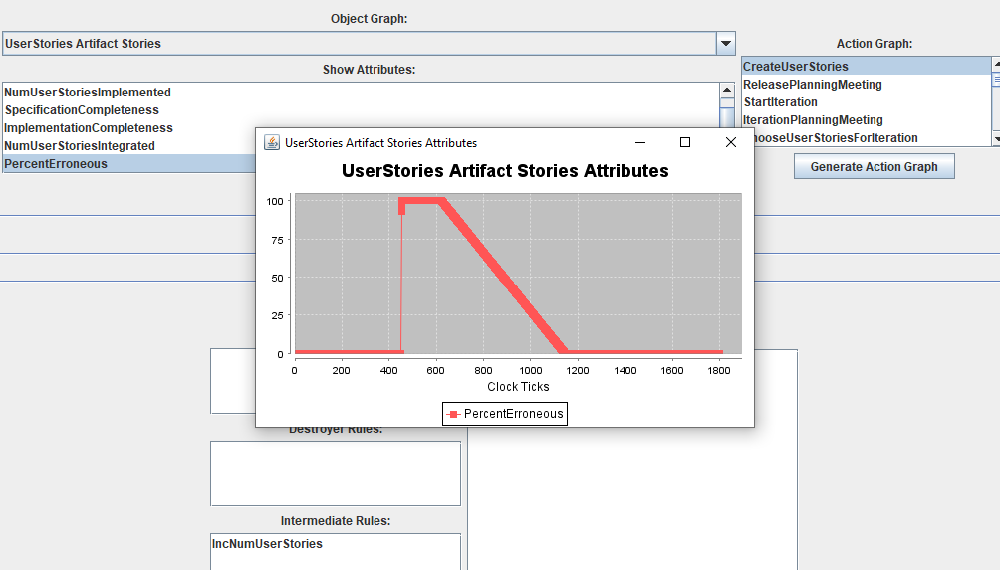 Object Graph:
UserStories Artifact Stories
Action Graph:
Show Attributes:
NumUserStoriesImplemented
SpecificationCompleteness
ImplementationCompleteness
NumUserStoriesIntegrated
PercentErroneous
CreateUserStories
ReleasePlanningMeeting
StartIteration
IterationPlanningMeeting
hooseUserStoriesForIteration
Generate Action Graph
UserStories Artifact Stories Attributes
UserStories Artifact Stories Attributes
100
75
50
25
0
0 200 400 600 800 1000 1200 1400 1600 1800
Clock Ticks
PercentErroneous
Destroyer Rules:
Intermediate Rules:
IncNumUserStories